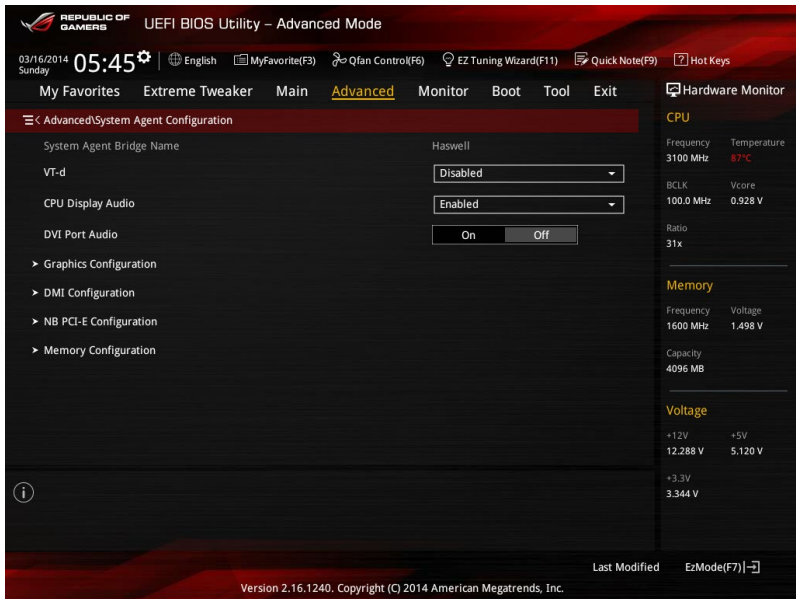 REPUBLIC OF GAMERS UEFI BIOS Utility – Advanced Mode
03/16/2014 Sunday 05:45 English MyFavorite(F3) Qfan Control(F6) EZ Tuning Wizard(F11) Quick Note(F9) ? Hot Keys
My Favorites Extreme Tweaker Main Advanced Monitor Boot Tool Exit
Advanced\System Agent Configuration
System Agent Bridge Name Haswell
VT-d Disabled
CPU Display Audio Enabled
DVI Port Audio On Off
> Graphics Configuration
> DMI Configuration
> NB PCI-E Configuration
> Memory Configuration
Hardware Monitor
CPU
Frequency Temperature
3100 MHz 87°C
BCLK Vcore
100.0 MHz 0.928 V
Ratio
31x
Memory
Frequency Voltage
1600 MHz 1.498 V
Capacity
4096 MB
Voltage
+12V +5V
12.288 V 5.120 V
+3.3V
3.344 V
i
Last Modified EzMode(F7)
Version 2.16.1240. Copyright (C) 2014 American Megatrends, Inc.